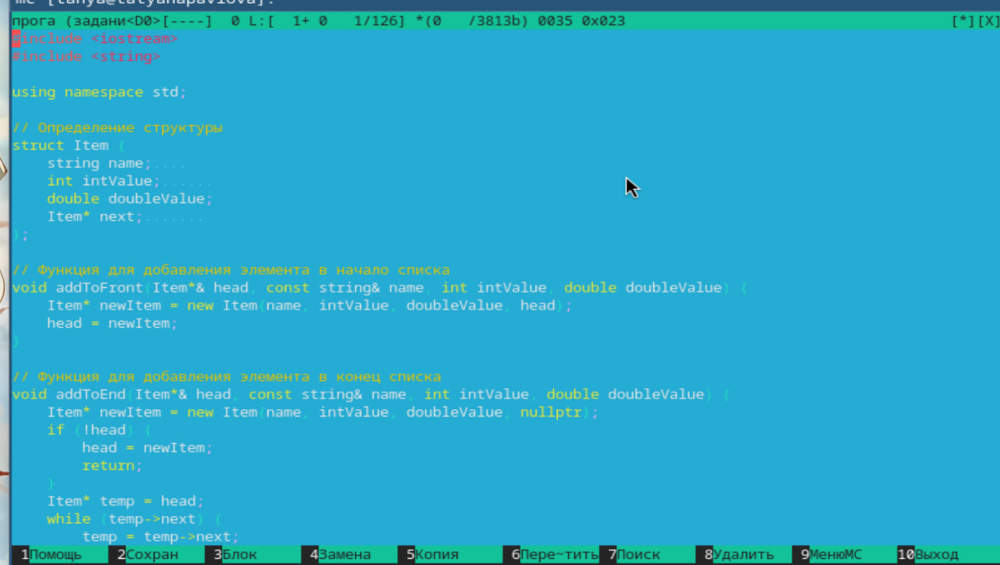 mc [tanya@tatyanapavlova]:
прога (задани<D0>[----]  0 L:[  1+ 0   1/126] *(0   /3813b) 0035 0x023 [*][X]
#include <iostream>
#include <string>
using namespace std;
// Определение структуры
struct Item {
    string name;....
    int intValue;......
    double doubleValue;
    Item* next;.......
};
// Функция для добавления элемента в начало списка
void addToFront(Item*& head, const string& name, int intValue, double doubleValue) {
    Item* newItem = new Item{name, intValue, doubleValue, head};
    head = newItem;
}
// Функция для добавления элемента в конец списка
void addToEnd(Item*& head, const string& name, int intValue, double doubleValue) {
    Item* newItem = new Item{name, intValue, doubleValue, nullptr};
    if (!head) {
        head = newItem;
        return;
    }
    Item* temp = head;
    while (temp->next) {
        temp = temp->next;
1Помощь 2Сохран 3Блок 4Замена 5Копия 6Пере~тить 7Поиск 8Удалить 9МенюМС 10Выход